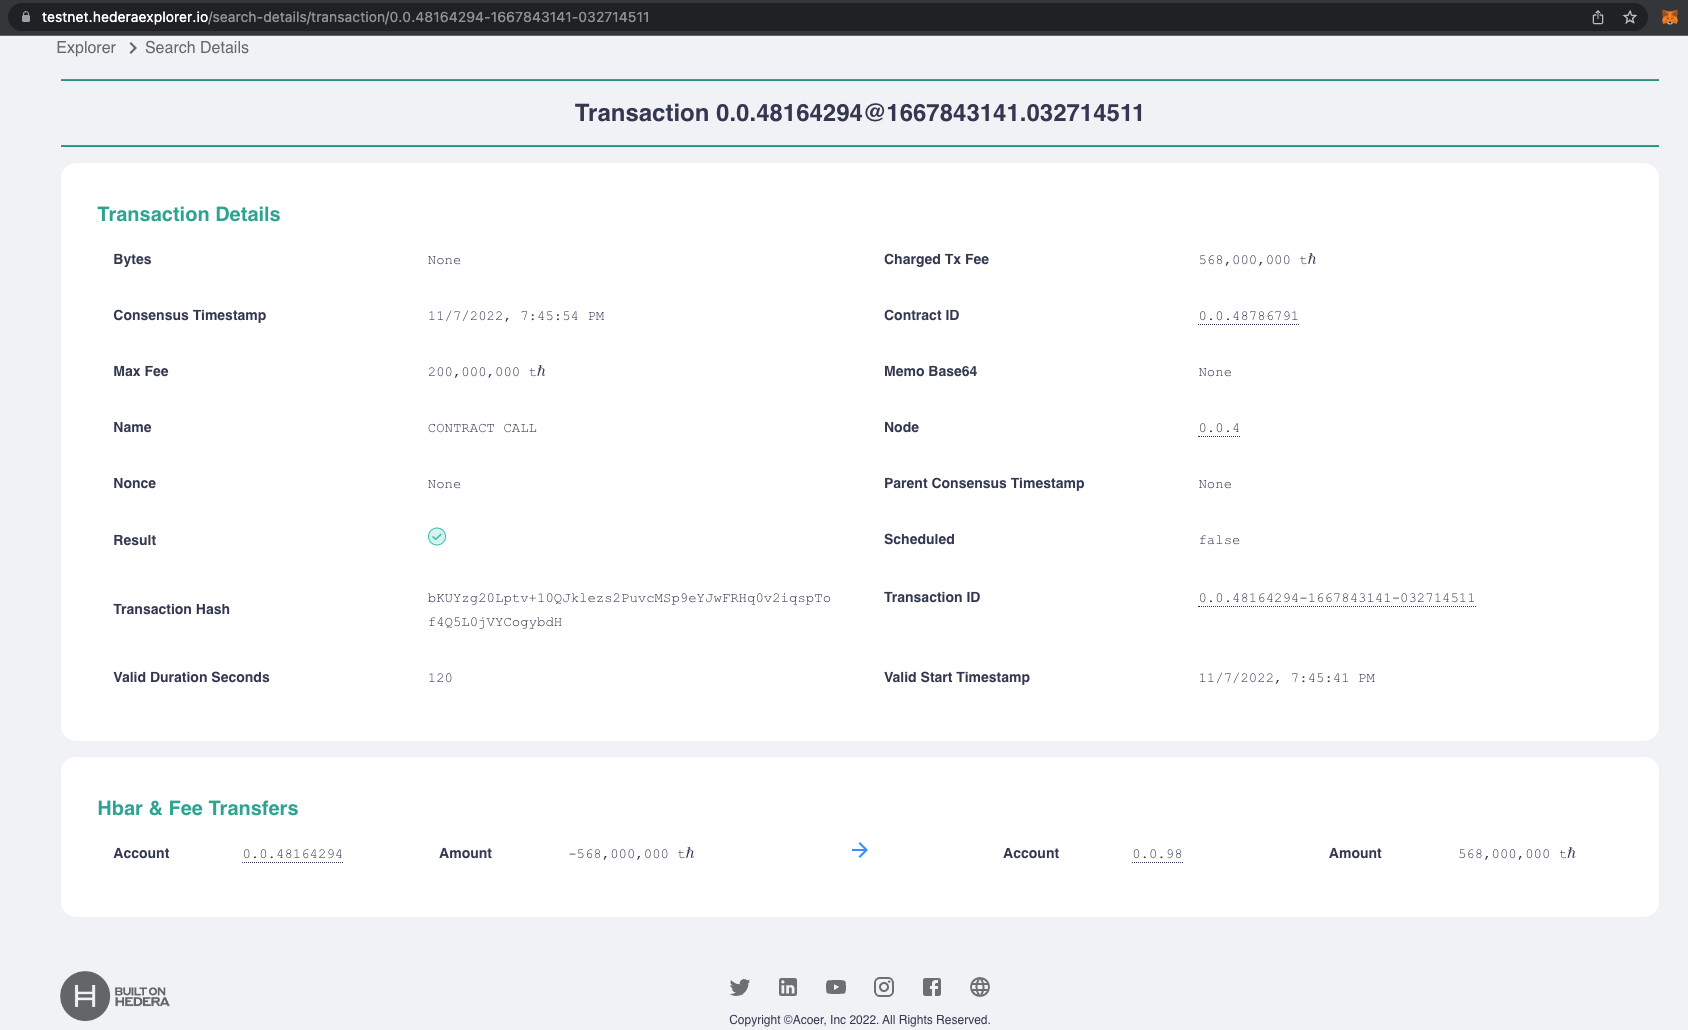 testnet.hederaexplorer.io/search-details/transaction/0.0.48164294-1667843141-032714511
Explorer > Search Details
Transaction 0.0.48164294@1667843141.032714511
Transaction Details
Bytes None Charged Tx Fee 568,000,000 tℏ
Consensus Timestamp 11/7/2022, 7:45:54 PM Contract ID 0.0.48786791
Max Fee 200,000,000 tℏ Memo Base64 None
Name CONTRACT CALL Node 0.0.4
Nonce None Parent Consensus Timestamp None
Result Scheduled false
Transaction Hash bKUYzg20Lptv+10QJklezs2PuvcMSp9eYJwFRHq0v2iqspTo
f4Q5L0jVYCogybdH
Transaction ID 0.0.48164294-1667843141-032714511
Valid Duration Seconds 120 Valid Start Timestamp 11/7/2022, 7:45:41 PM
Hbar & Fee Transfers
Account 0.0.48164294 Amount -568,000,000 tℏ → Account 0.0.98 Amount 568,000,000 tℏ
BUILT ON
HEDERA
Copyright ©Acoer, Inc 2022. All Rights Reserved.